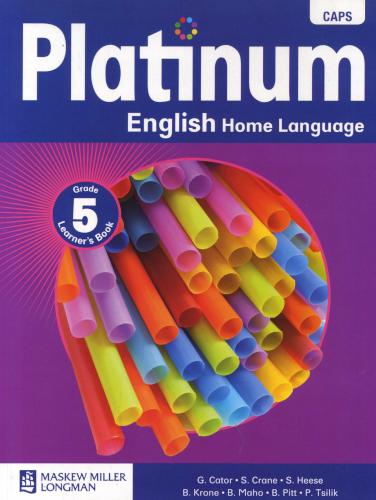 CAPS
Platinum
English Home Language
Grade
5
Learner's Book
MASKEW MILLER
LONGMAN
G. Cator • S. Crane • S. Heese
B. Krone • B. Maho • B. Pitt • P. Tsilik